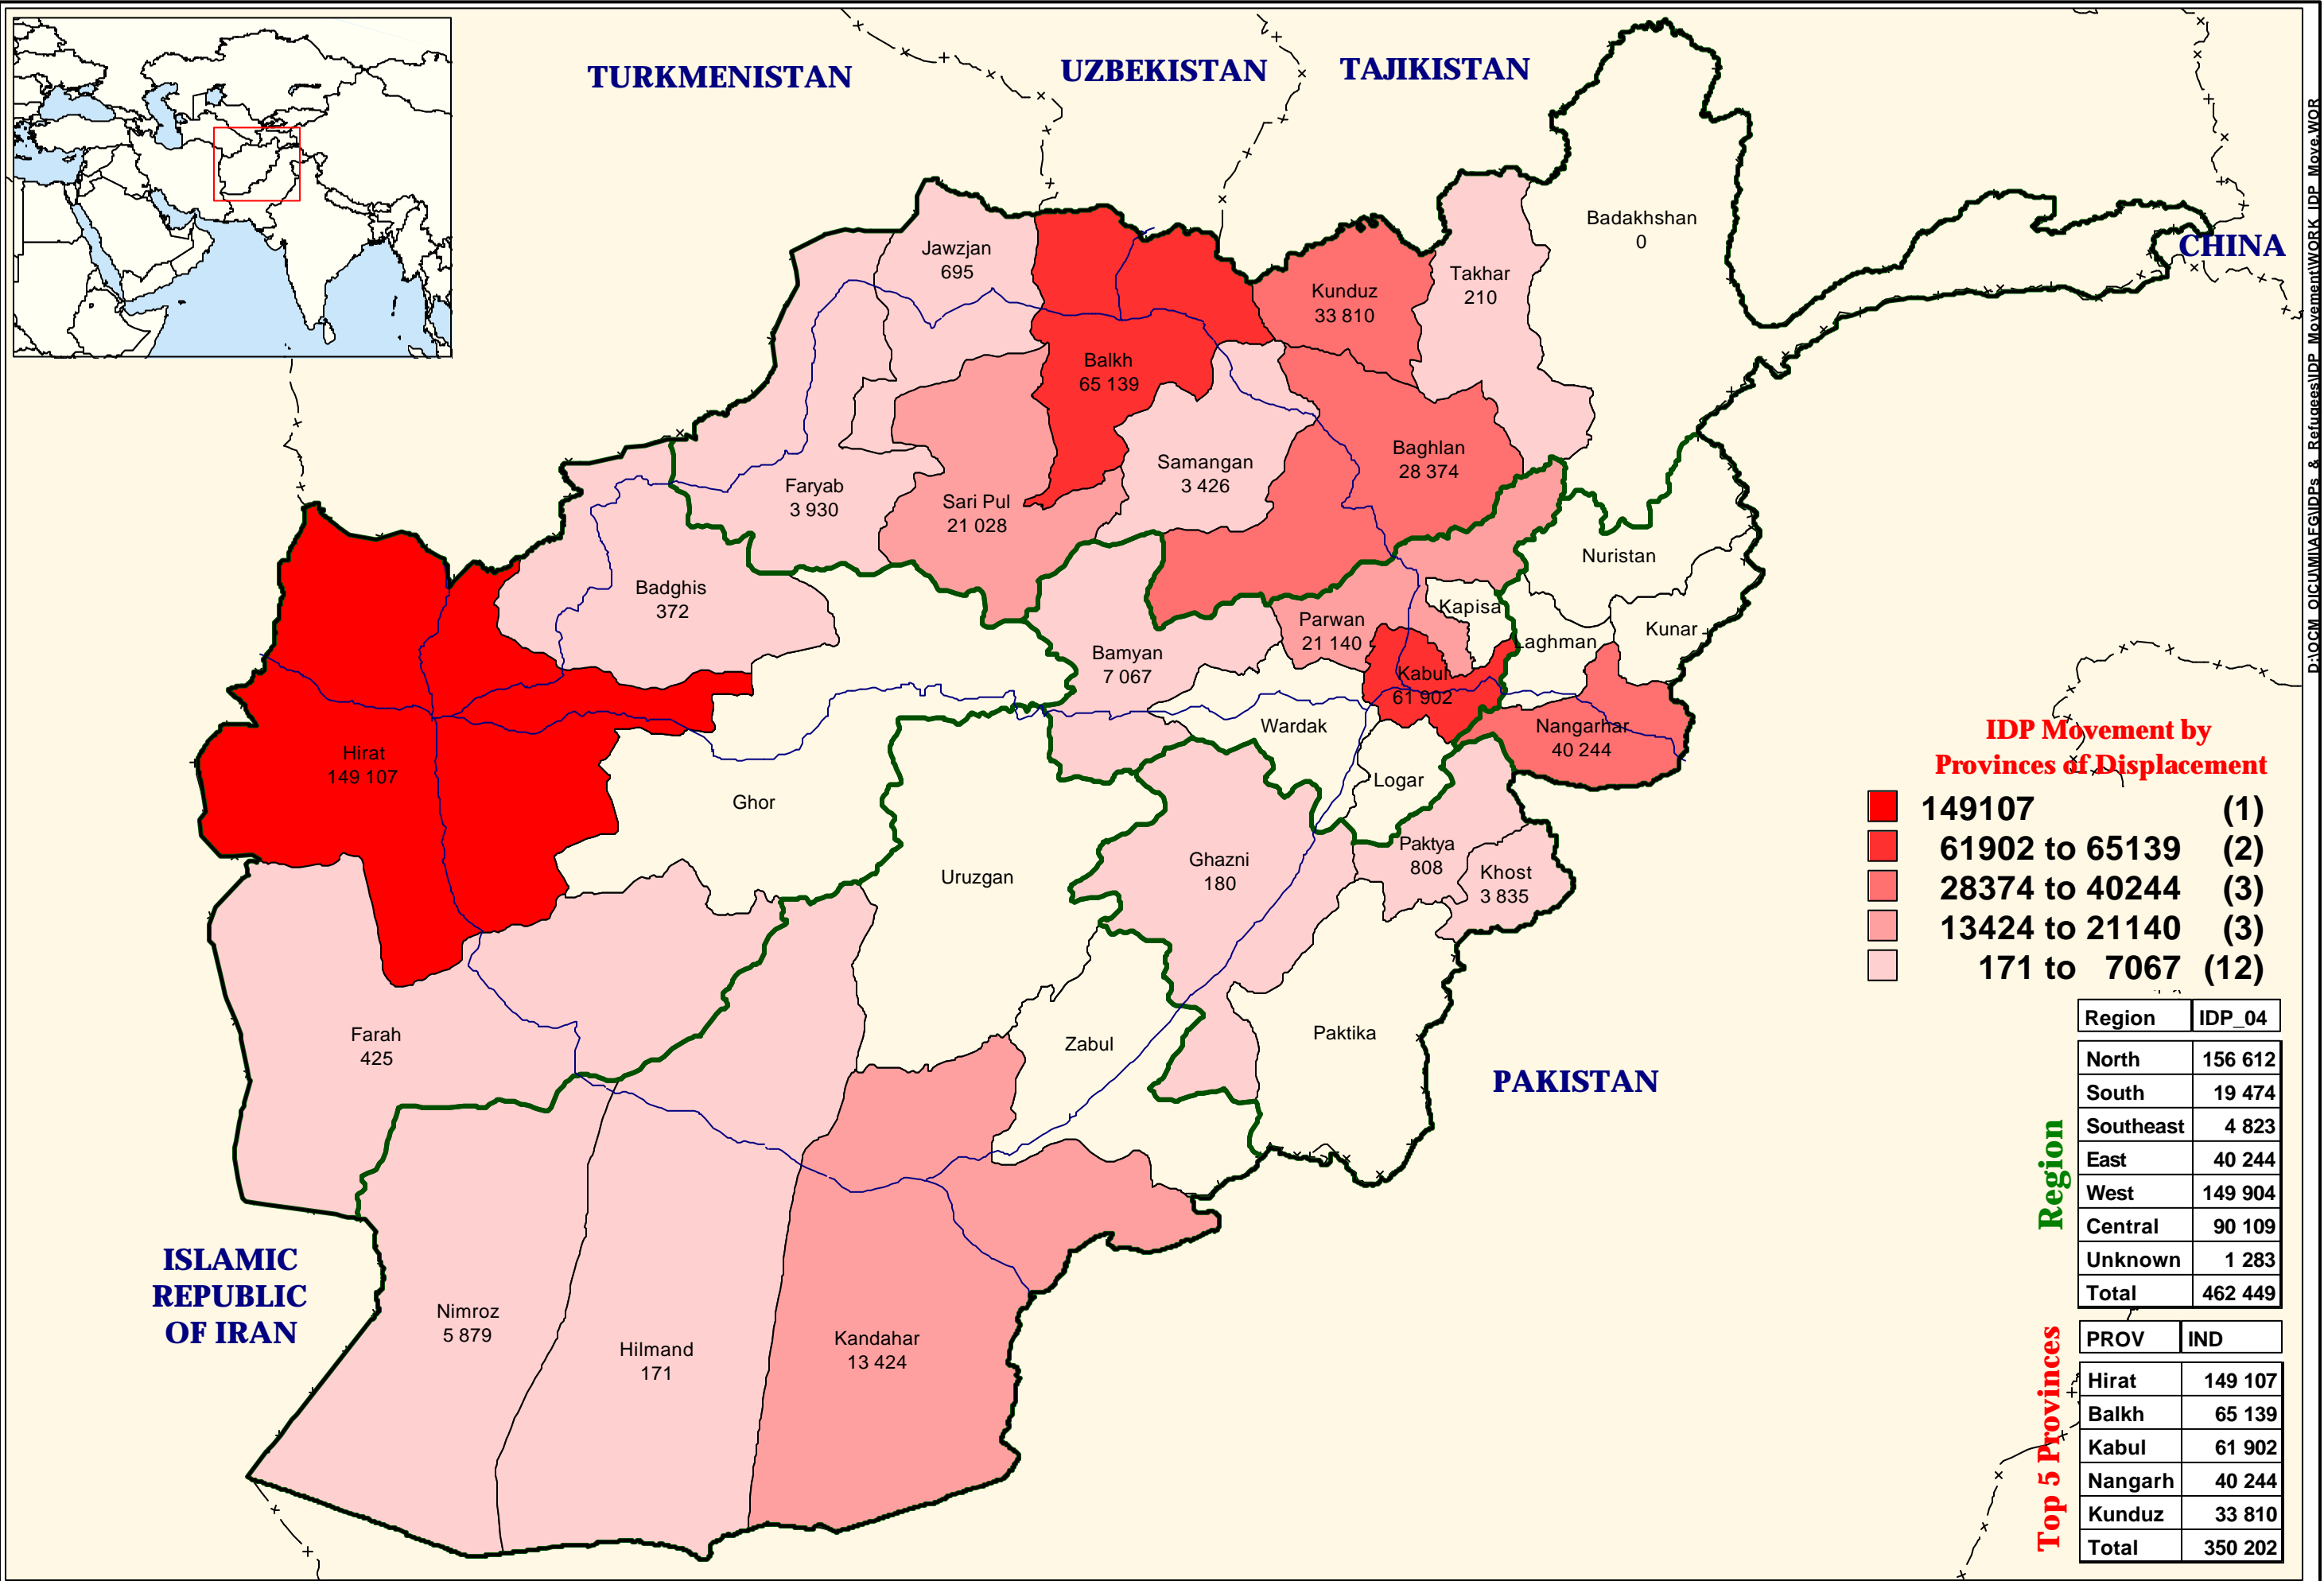 TURKMENISTAN
UZBEKISTAN
TAJIKISTAN
CHINA
Badakhshan
0
Jawzjan
695
Kunduz
33 810
Takhar
210
Balkh
65 139
Baghlan
28 374
Samangan
3 426
Faryab
3 930
Sari Pul
21 028
Badghis
372
Nuristan
Kapisa
Parwan
21 140
Laghman
Kunar
Bamyan
7 067
Kabul
61 902
Wardak
Nangarhar
40 244
Hirat
149 107
Ghor
Logar
Uruzgan
Ghazni
180
Paktya
808
Khost
3 835
Farah
425
Zabul
Paktika
PAKISTAN
ISLAMIC
REPUBLIC
OF IRAN
Nimroz
5 879
Hilmand
171
Kandahar
13 424
IDP Movement by
Provinces of Displacement
149107 (1)
61902 to 65139 (2)
28374 to 40244 (3)
13424 to 21140 (3)
171 to 7067 (12)
Region
Region IDP_04
North 156 612
South 19 474
Southeast 4 823
East 40 244
West 149 904
Central 90 109
Unknown 1 283
Total 462 449
Top 5 Provinces
PROV IND
Hirat 149 107
Balkh 65 139
Kabul 61 902
Nangarh 40 244
Kunduz 33 810
Total 350 202
D:\OCM_OICU\MI\AFG\IDPs & Refugees\IDP_Movement\WORK_IDP_Move.WOR